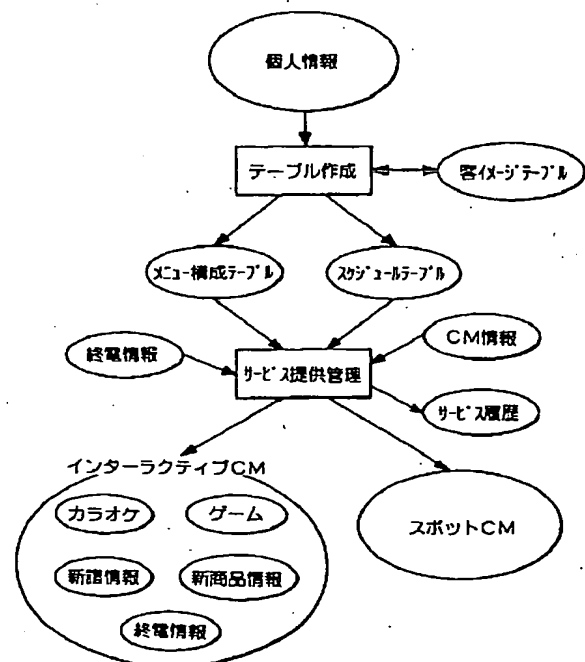 個人情報
テーブル作成
客イメージテーブル
メニュー構成テーブル
スケジュールテーブル
終電情報
CM情報
サービス提供管理
サービス履歴
インターラクティブCM
カラオケ
ゲーム
スポットCM
新譜情報
新商品情報
終電情報